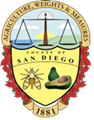 AGRICULTURE, WEIGHTS & MEASURES
COUNTY OF
SAN DIEGO
1881